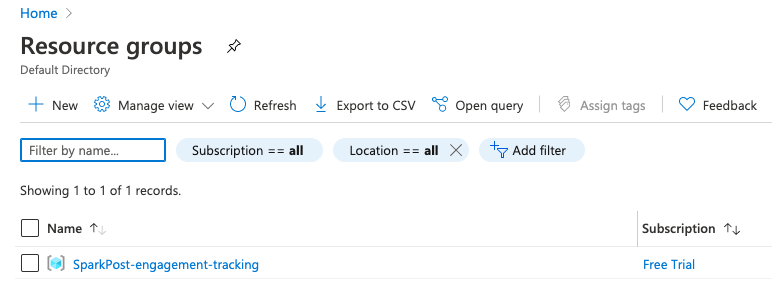 Home
Resource groups
Default Directory
New Manage view Refresh Export to CSV Open query Assign tags Feedback
Filter by name... Subscription == all Location == all Add filter
Showing 1 to 1 of 1 records.
Name Subscription
SparkPost-engagement-tracking Free Trial